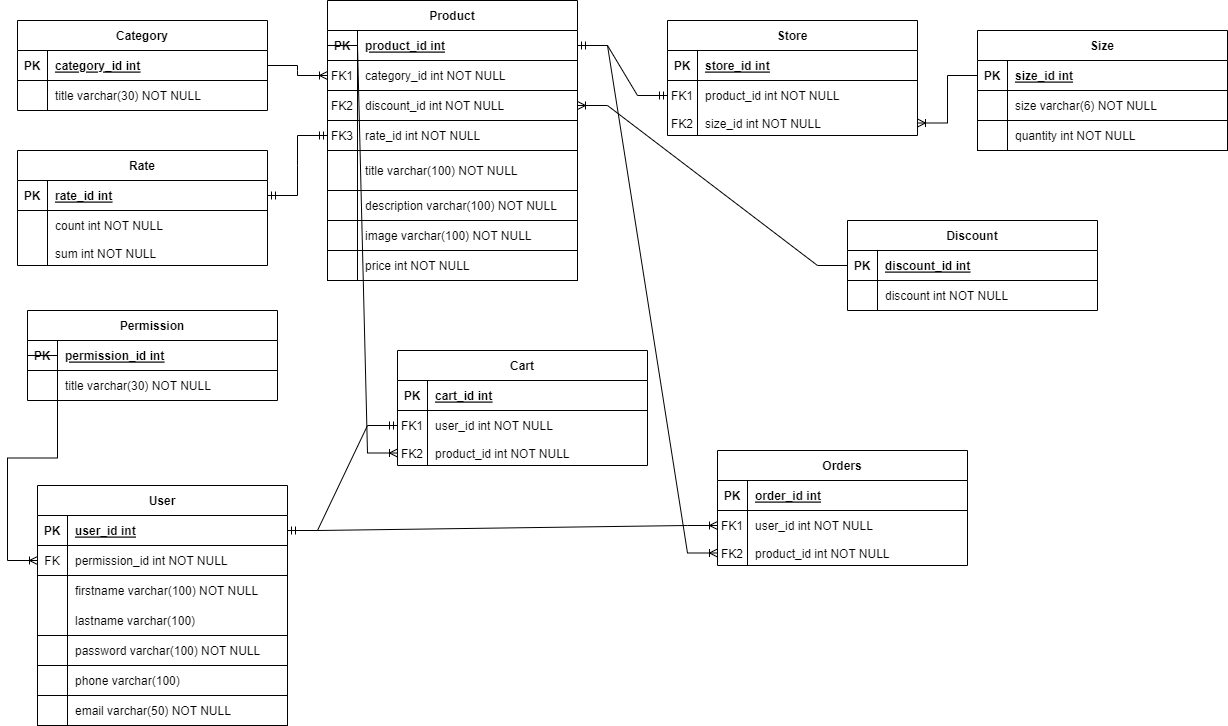 Category
PK category_id int
title varchar(30) NOT NULL
Rate
PK rate_id int
count int NOT NULL
sum int NOT NULL
Product
PK product_id int
FK1 category_id int NOT NULL
FK2 discount_id int NOT NULL
FK3 rate_id int NOT NULL
title varchar(100) NOT NULL
description varchar(100) NOT NULL
image varchar(100) NOT NULL
price int NOT NULL
Store
PK store_id int
FK1 product_id int NOT NULL
FK2 size_id int NOT NULL
Size
PK size_id int
size varchar(6) NOT NULL
quantity int NOT NULL
Discount
PK discount_id int
discount int NOT NULL
Permission
PK permission_id int
title varchar(30) NOT NULL
Cart
PK cart_id int
FK1 user_id int NOT NULL
FK2 product_id int NOT NULL
Orders
PK order_id int
FK1 user_id int NOT NULL
FK2 product_id int NOT NULL
User
PK user_id int
FK permission_id int NOT NULL
firstname varchar(100) NOT NULL
lastname varchar(100)
password varchar(100) NOT NULL
phone varchar(100)
email varchar(50) NOT NULL